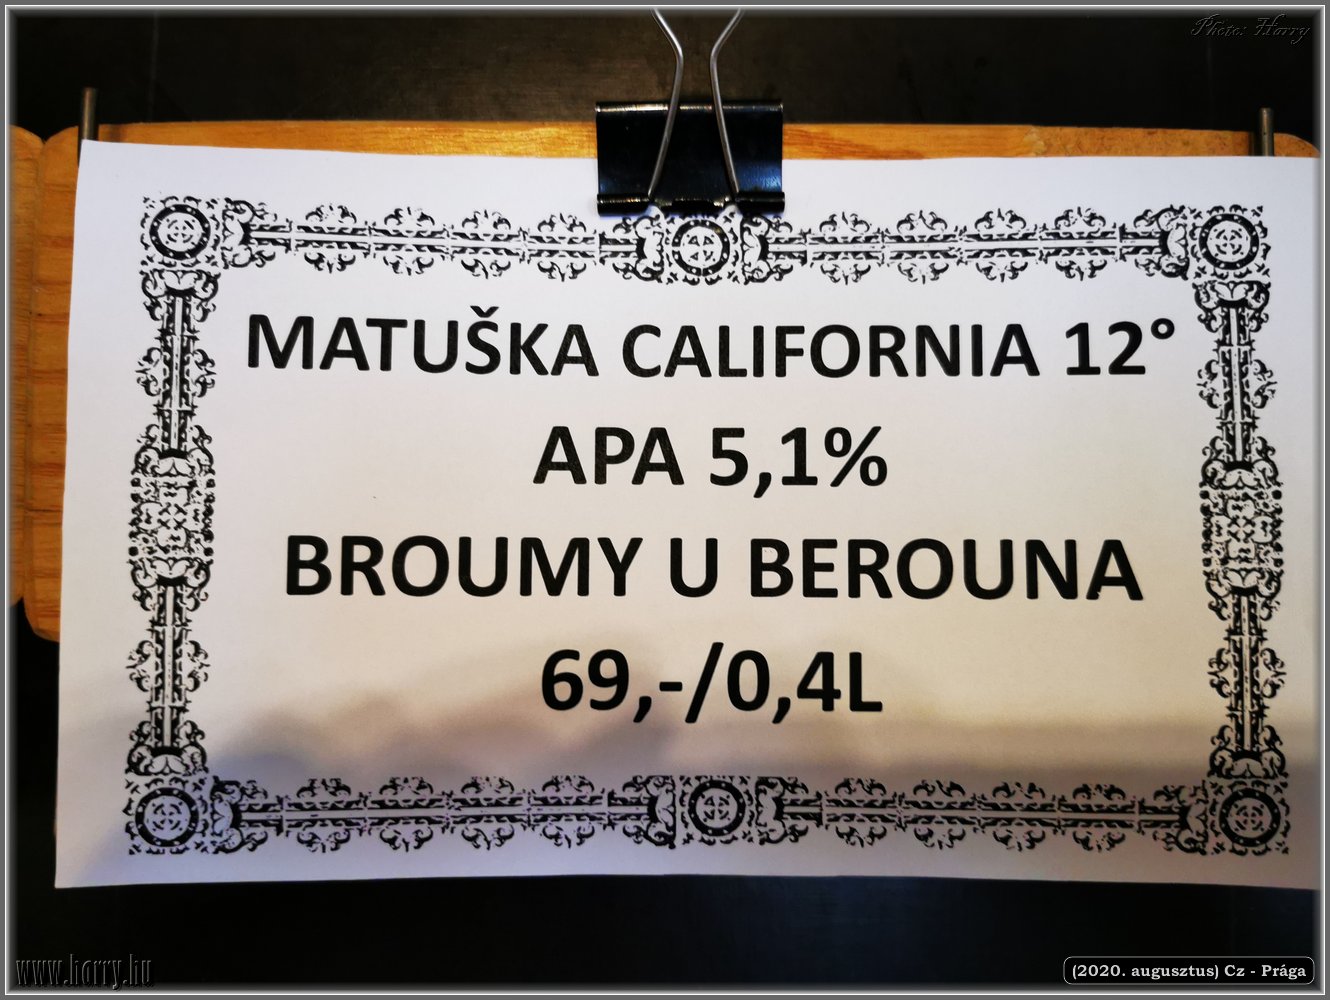 Photo: Harry
MATUŠKA CALIFORNIA 12°
APA 5,1%
BROUMY U BEROUNA
69,-/0,4L
www.harry.hu
(2020. augusztus) Cz - Prága